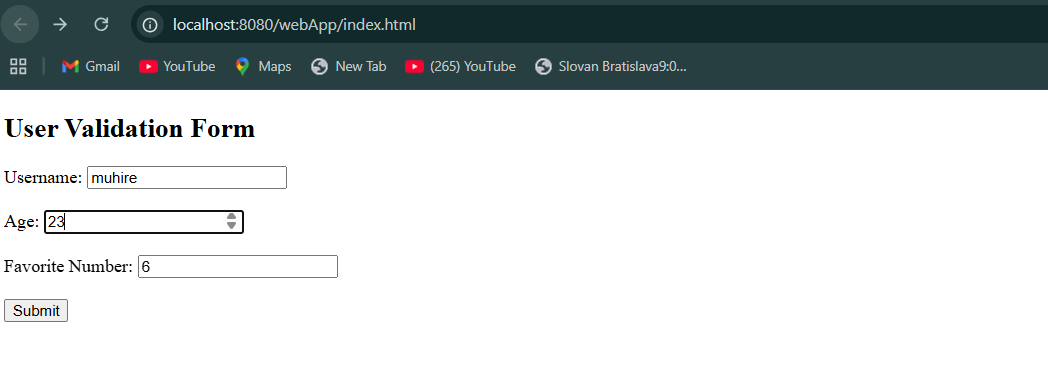 localhost:8080/webApp/index.html
Gmail YouTube Maps New Tab (265) YouTube Slovan Bratislava9:0...
User Validation Form
Username: muhire
Age: 23
Favorite Number: 6
Submit